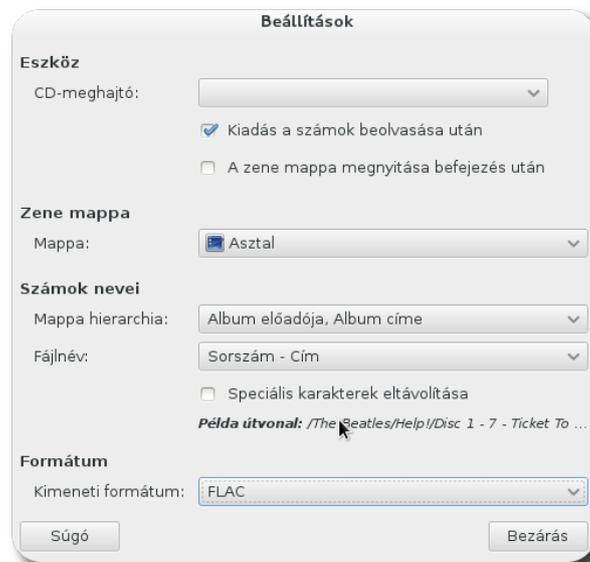 Beállítások
Eszköz
CD-meghajtó:
Kiadás a számok beolvasása után
A zene mappa megnyitása befejezés után
Zene mappa
Mappa: Asztal
Számok nevei
Mappa hierarchia: Album előadója, Album címe
Fájlnév: Sorszám - Cím
Speciális karakterek eltávolítása
Példa útvonal: /The Beatles/Help!/Disc 1 - 7 - Ticket To ...
Formátum
Kimeneti formátum: FLAC
Súgó Bezárás